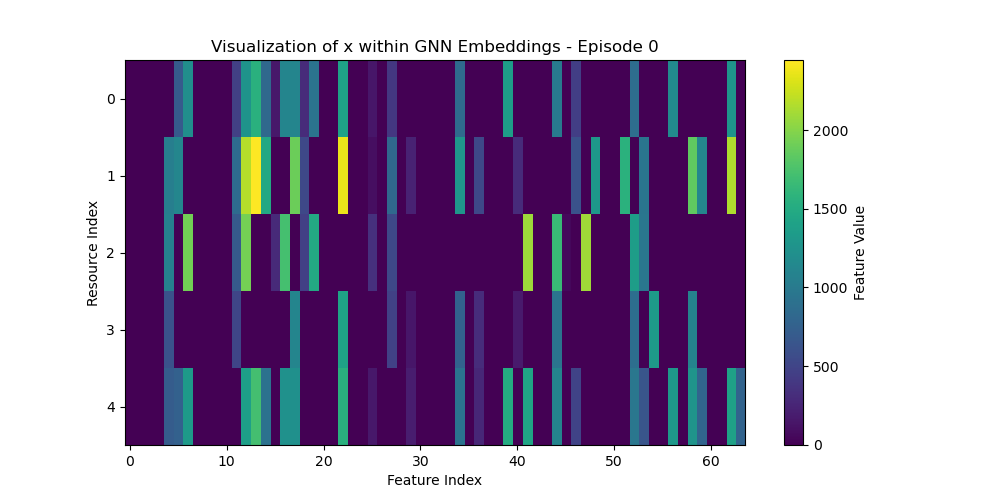 Visualization of x within GNN Embeddings - Episode 0
0
1
2
3
4
Resource Index
0 10 20 30 40 50 60
Feature Index
2000
1500
1000
500
0
Feature Value